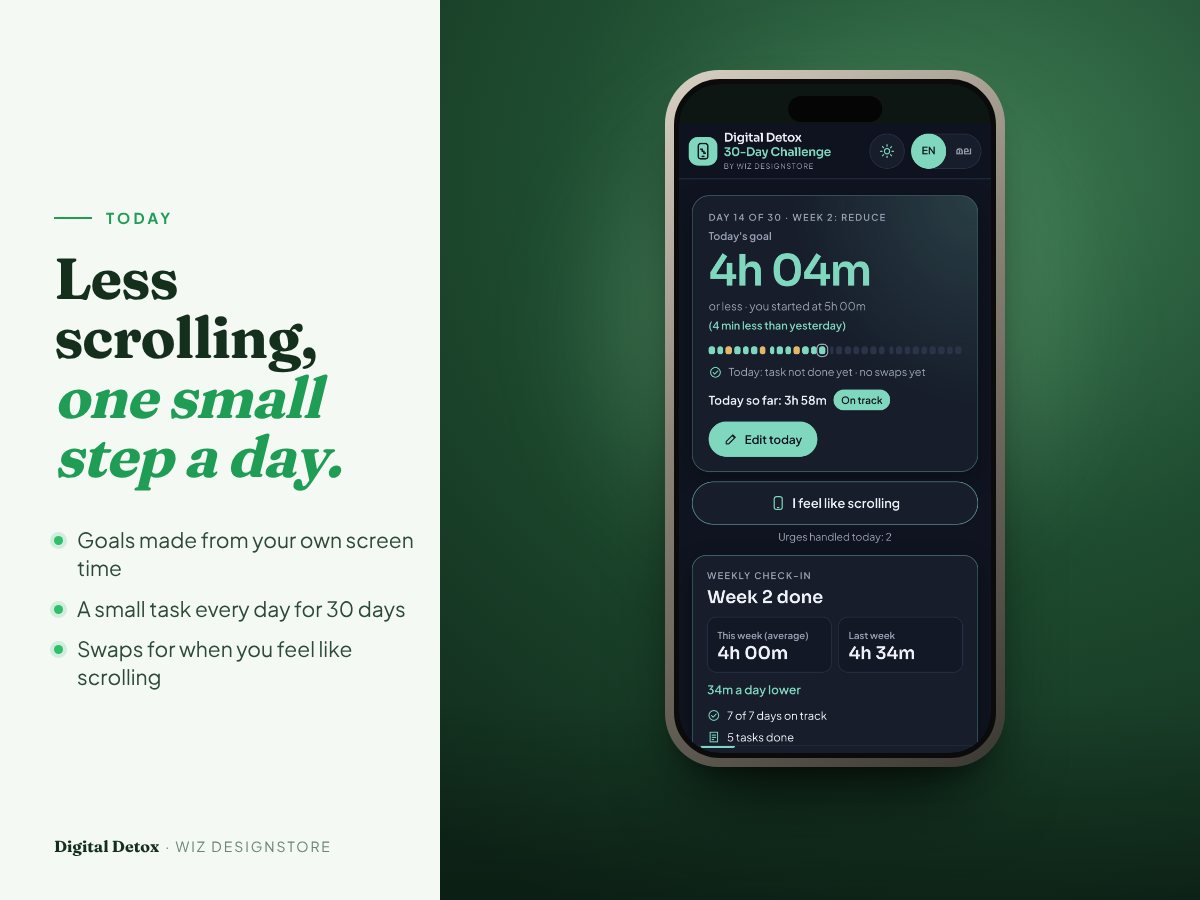 TODAY
Less
scrolling,
one small
step a day.
Goals made from your own screen
time
A small task every day for 30 days
Swaps for when you feel like
scrolling
Digital Detox · WIZ DESIGNSTORE
Digital Detox
30-Day Challenge
BY WIZ DESIGNSTORE
EN
മല
DAY 14 OF 30 · WEEK 2: REDUCE
Today's goal
4h 04m
or less · you started at 5h 00m
(4 min less than yesterday)
Today: task not done yet · no swaps yet
Today so far: 3h 58m On track
Edit today
I feel like scrolling
Urges handled today: 2
WEEKLY CHECK-IN
Week 2 done
This week (average)
4h 00m
Last week
4h 34m
34m a day lower
7 of 7 days on track
5 tasks done